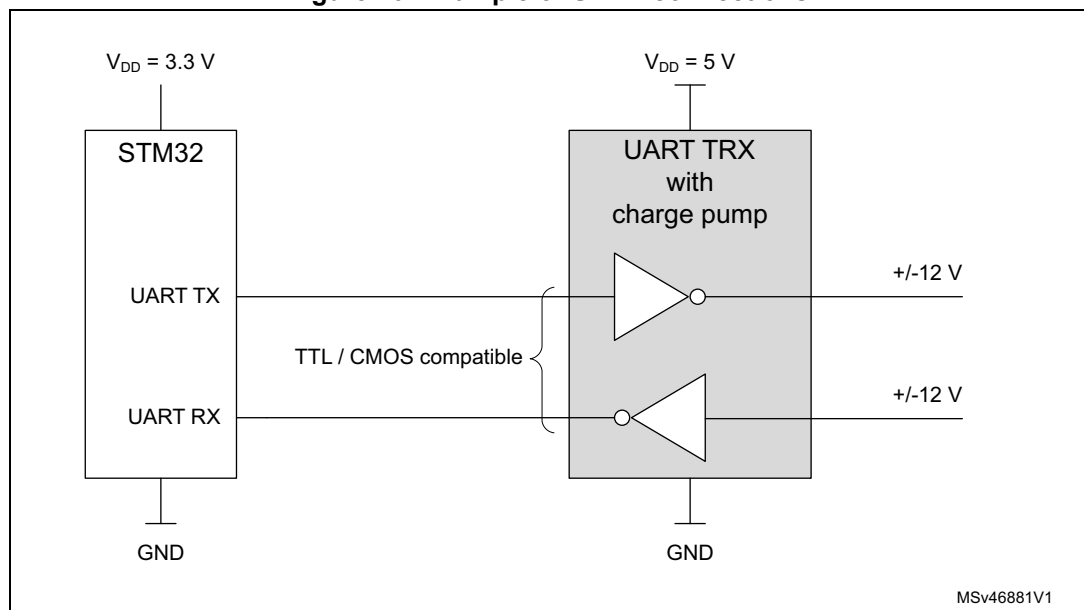 V_DD = 3.3 V
V_DD = 5 V
STM32
UART TRX
with
charge pump
UART TX
+/-12 V
TTL / CMOS compatible
UART RX
+/-12 V
GND
GND
MSv46881V1